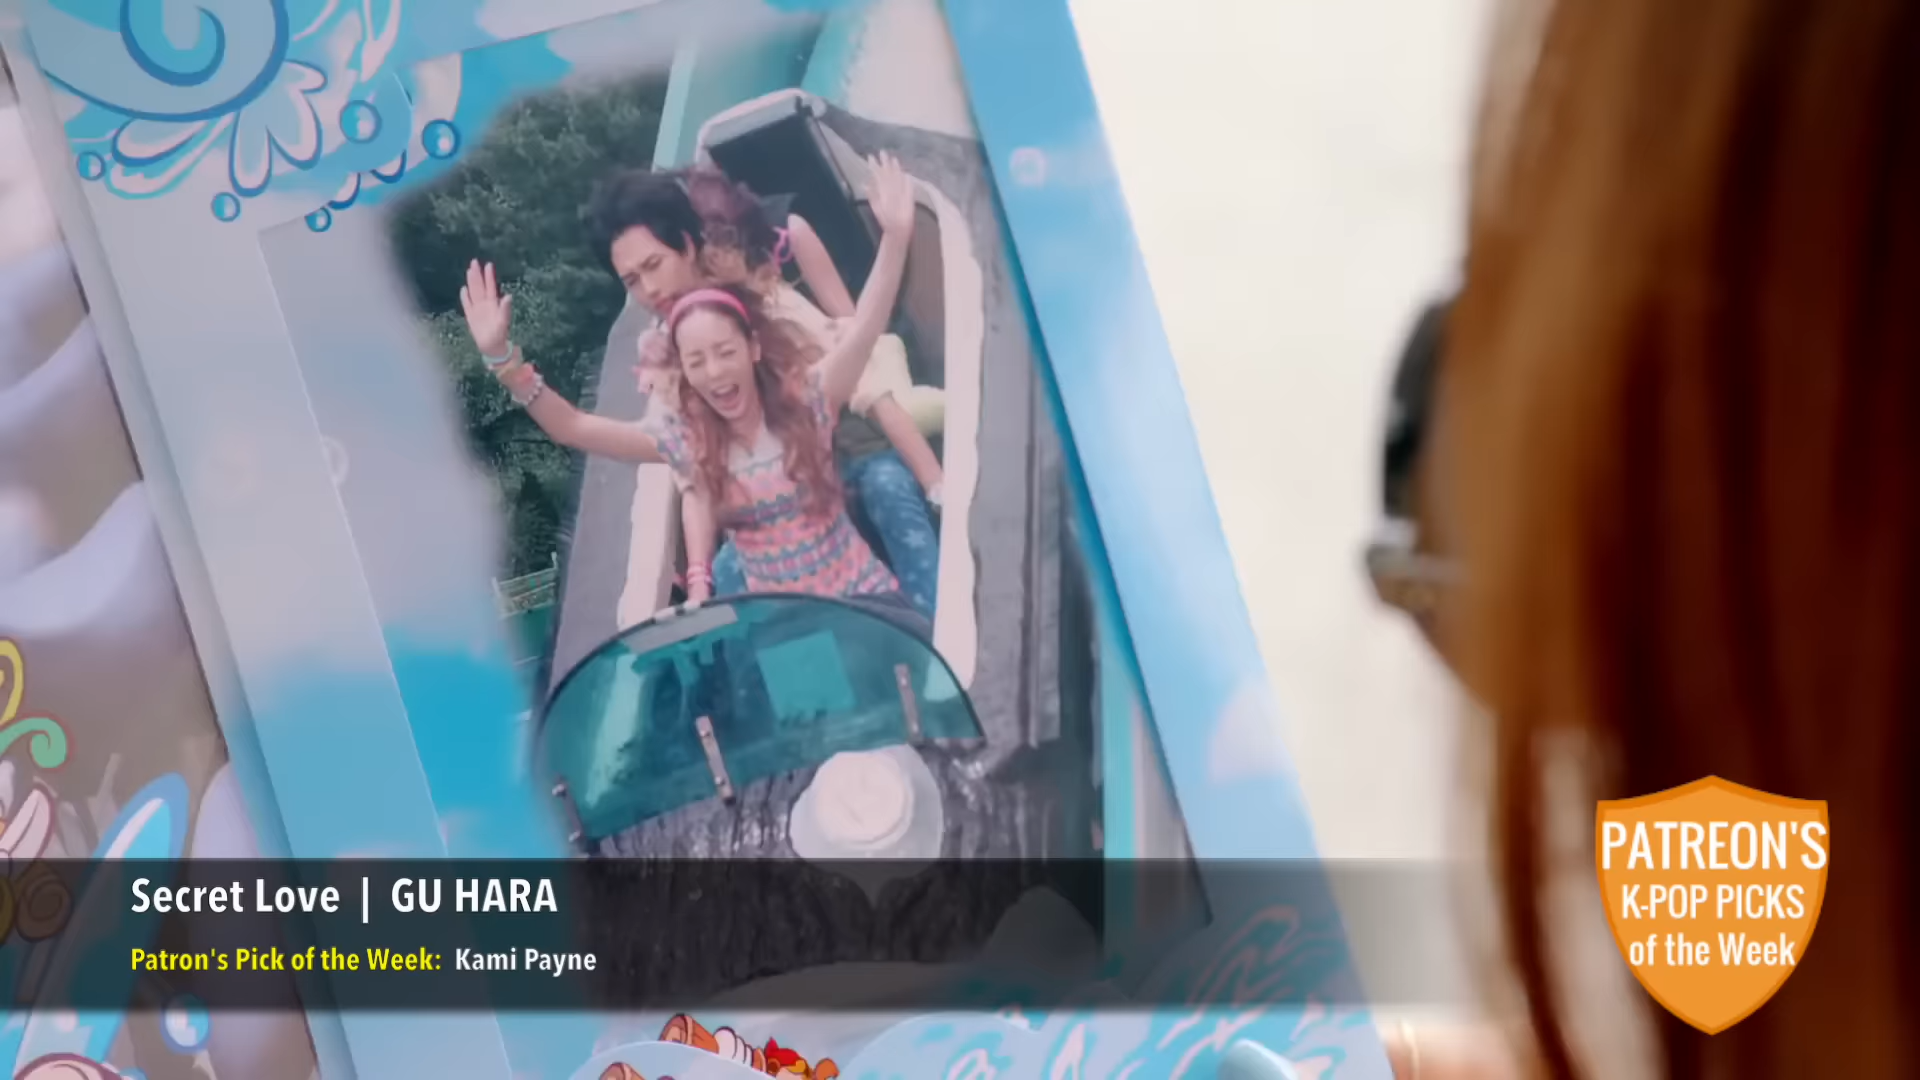 Secret Love | GU HARA
Patron's Pick of the Week: Kami Payne
PATREON'S
K-POP PICKS
of the Week